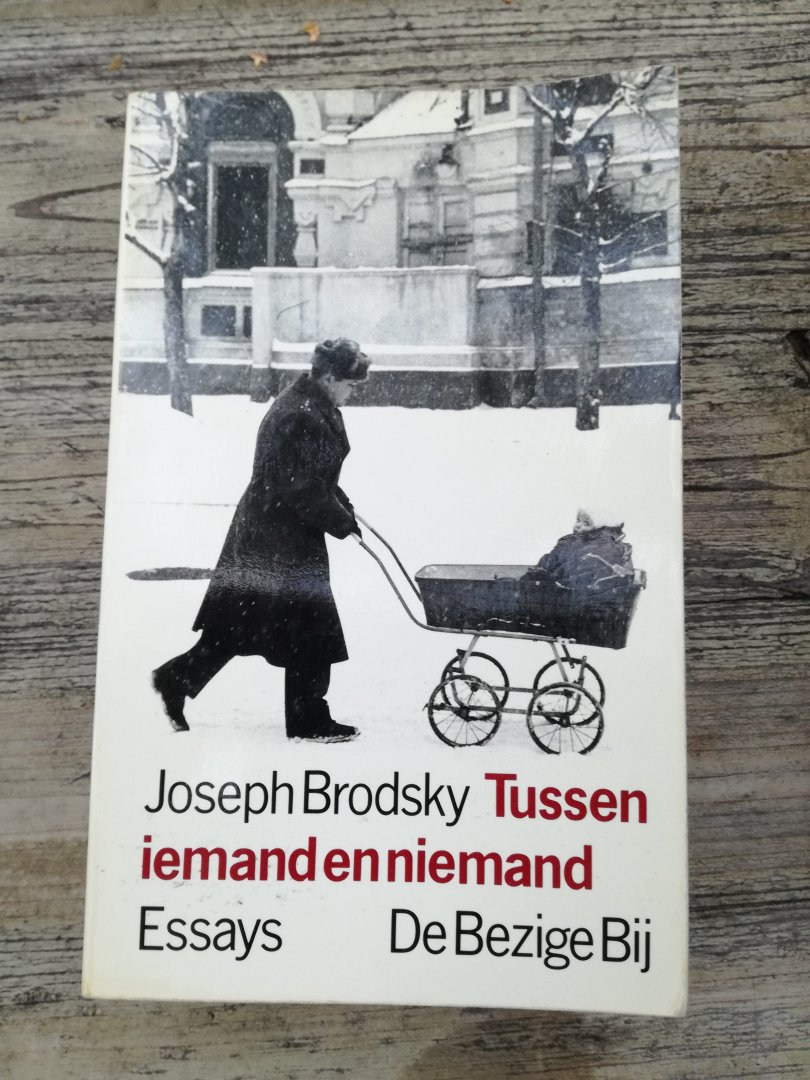 Joseph Brodsky Tussen
iemand en niemand
Essays De Bezige Bij